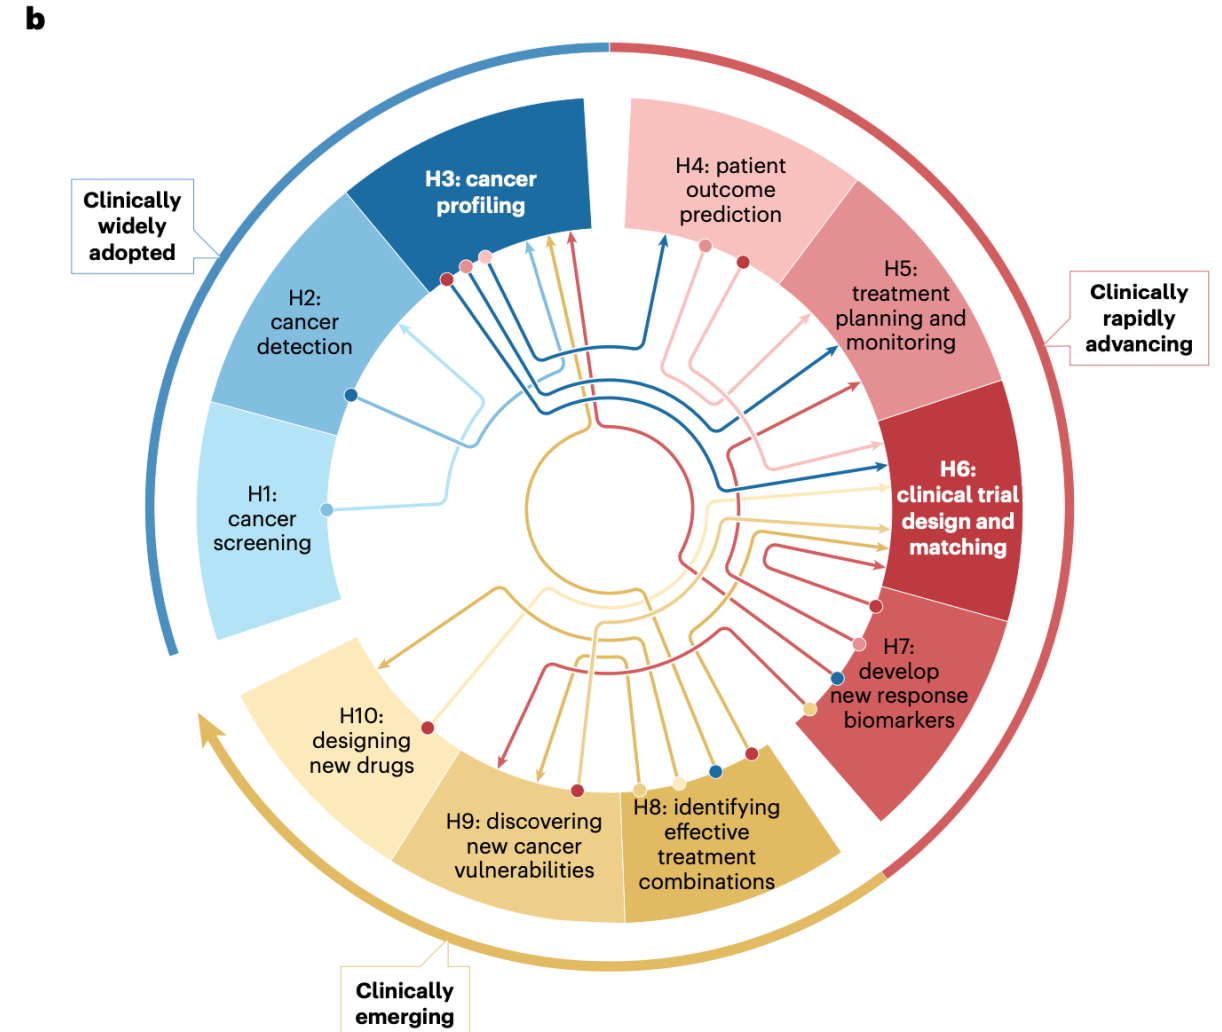 b
Clinically
widely
adopted
H3: cancer
profiling
H4: patient
outcome
prediction
H2:
cancer
detection
H5:
treatment
planning and
monitoring
Clinically
rapidly
advancing
H1:
cancer
screening
H6:
clinical trial
design and
matching
H7:
develop
new response
biomarkers
H10:
designing
new drugs
H9: discovering
new cancer
vulnerabilities
H8: identifying
effective
treatment
combinations
Clinically
emerging